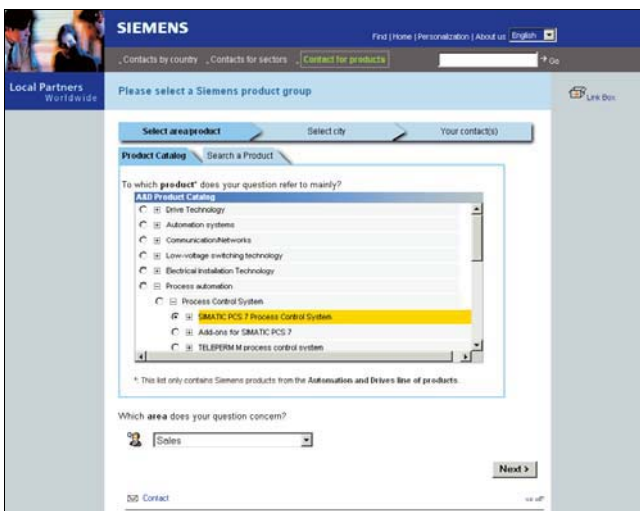 SIEMENS
Find | Home | Personalization | About us English
Contacts by country Contacts for sectors Contact for products Go
Local Partners
Worldwide
Please select a Siemens product group
Link Box
Select area/product Select city Your contact(s)
Product Catalog Search a Product
To which product* does your question refer to mainly?
A&D Product Catalog
Drive Technology
Automation systems
Communication/Networks
Low-voltage switching technology
Electrical Installation Technology
Process automation
Process Control System
SIMATIC PCS 7 Process Control System
Add-ons for SIMATIC PCS 7
TELEPERM M process control system
* This list only contains Siemens products from the Automation and Drives line of products.
Which area does your question concern?
Sales
Next >
Contact